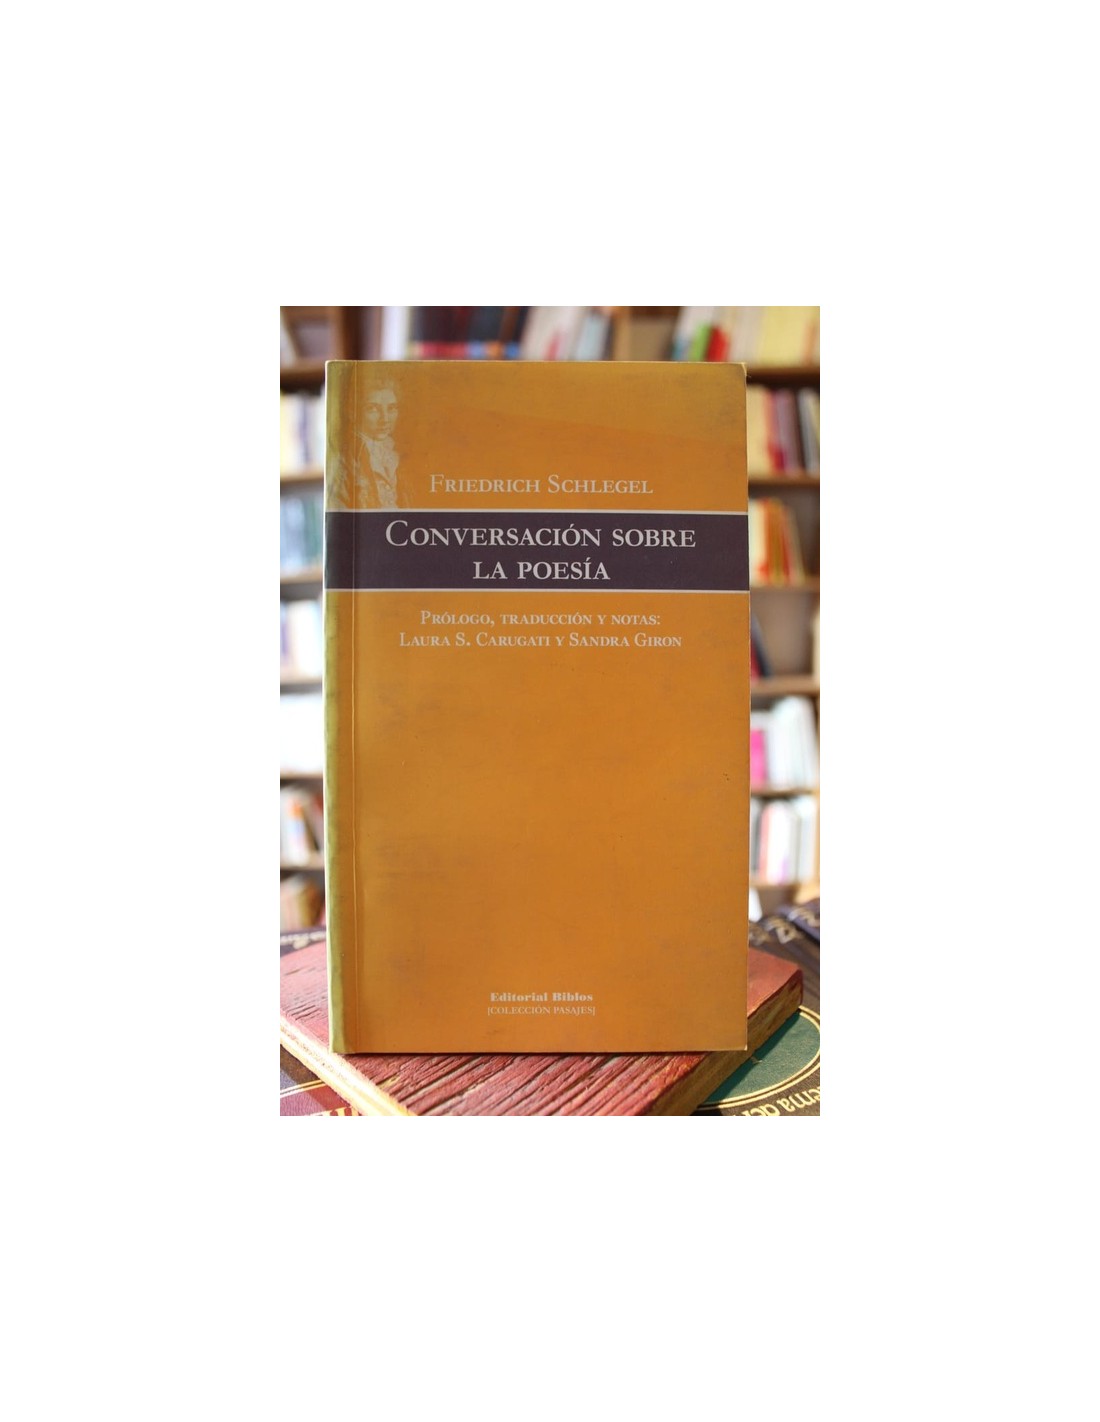 FRIEDRICH SCHLEGEL
CONVERSACIÓN SOBRE
LA POESÍA
PRÓLOGO, TRADUCCIÓN Y NOTAS:
LAURA S. CARUGATI Y SANDRA GIRON
Editorial Biblos
[COLECCIÓN PASAJES]